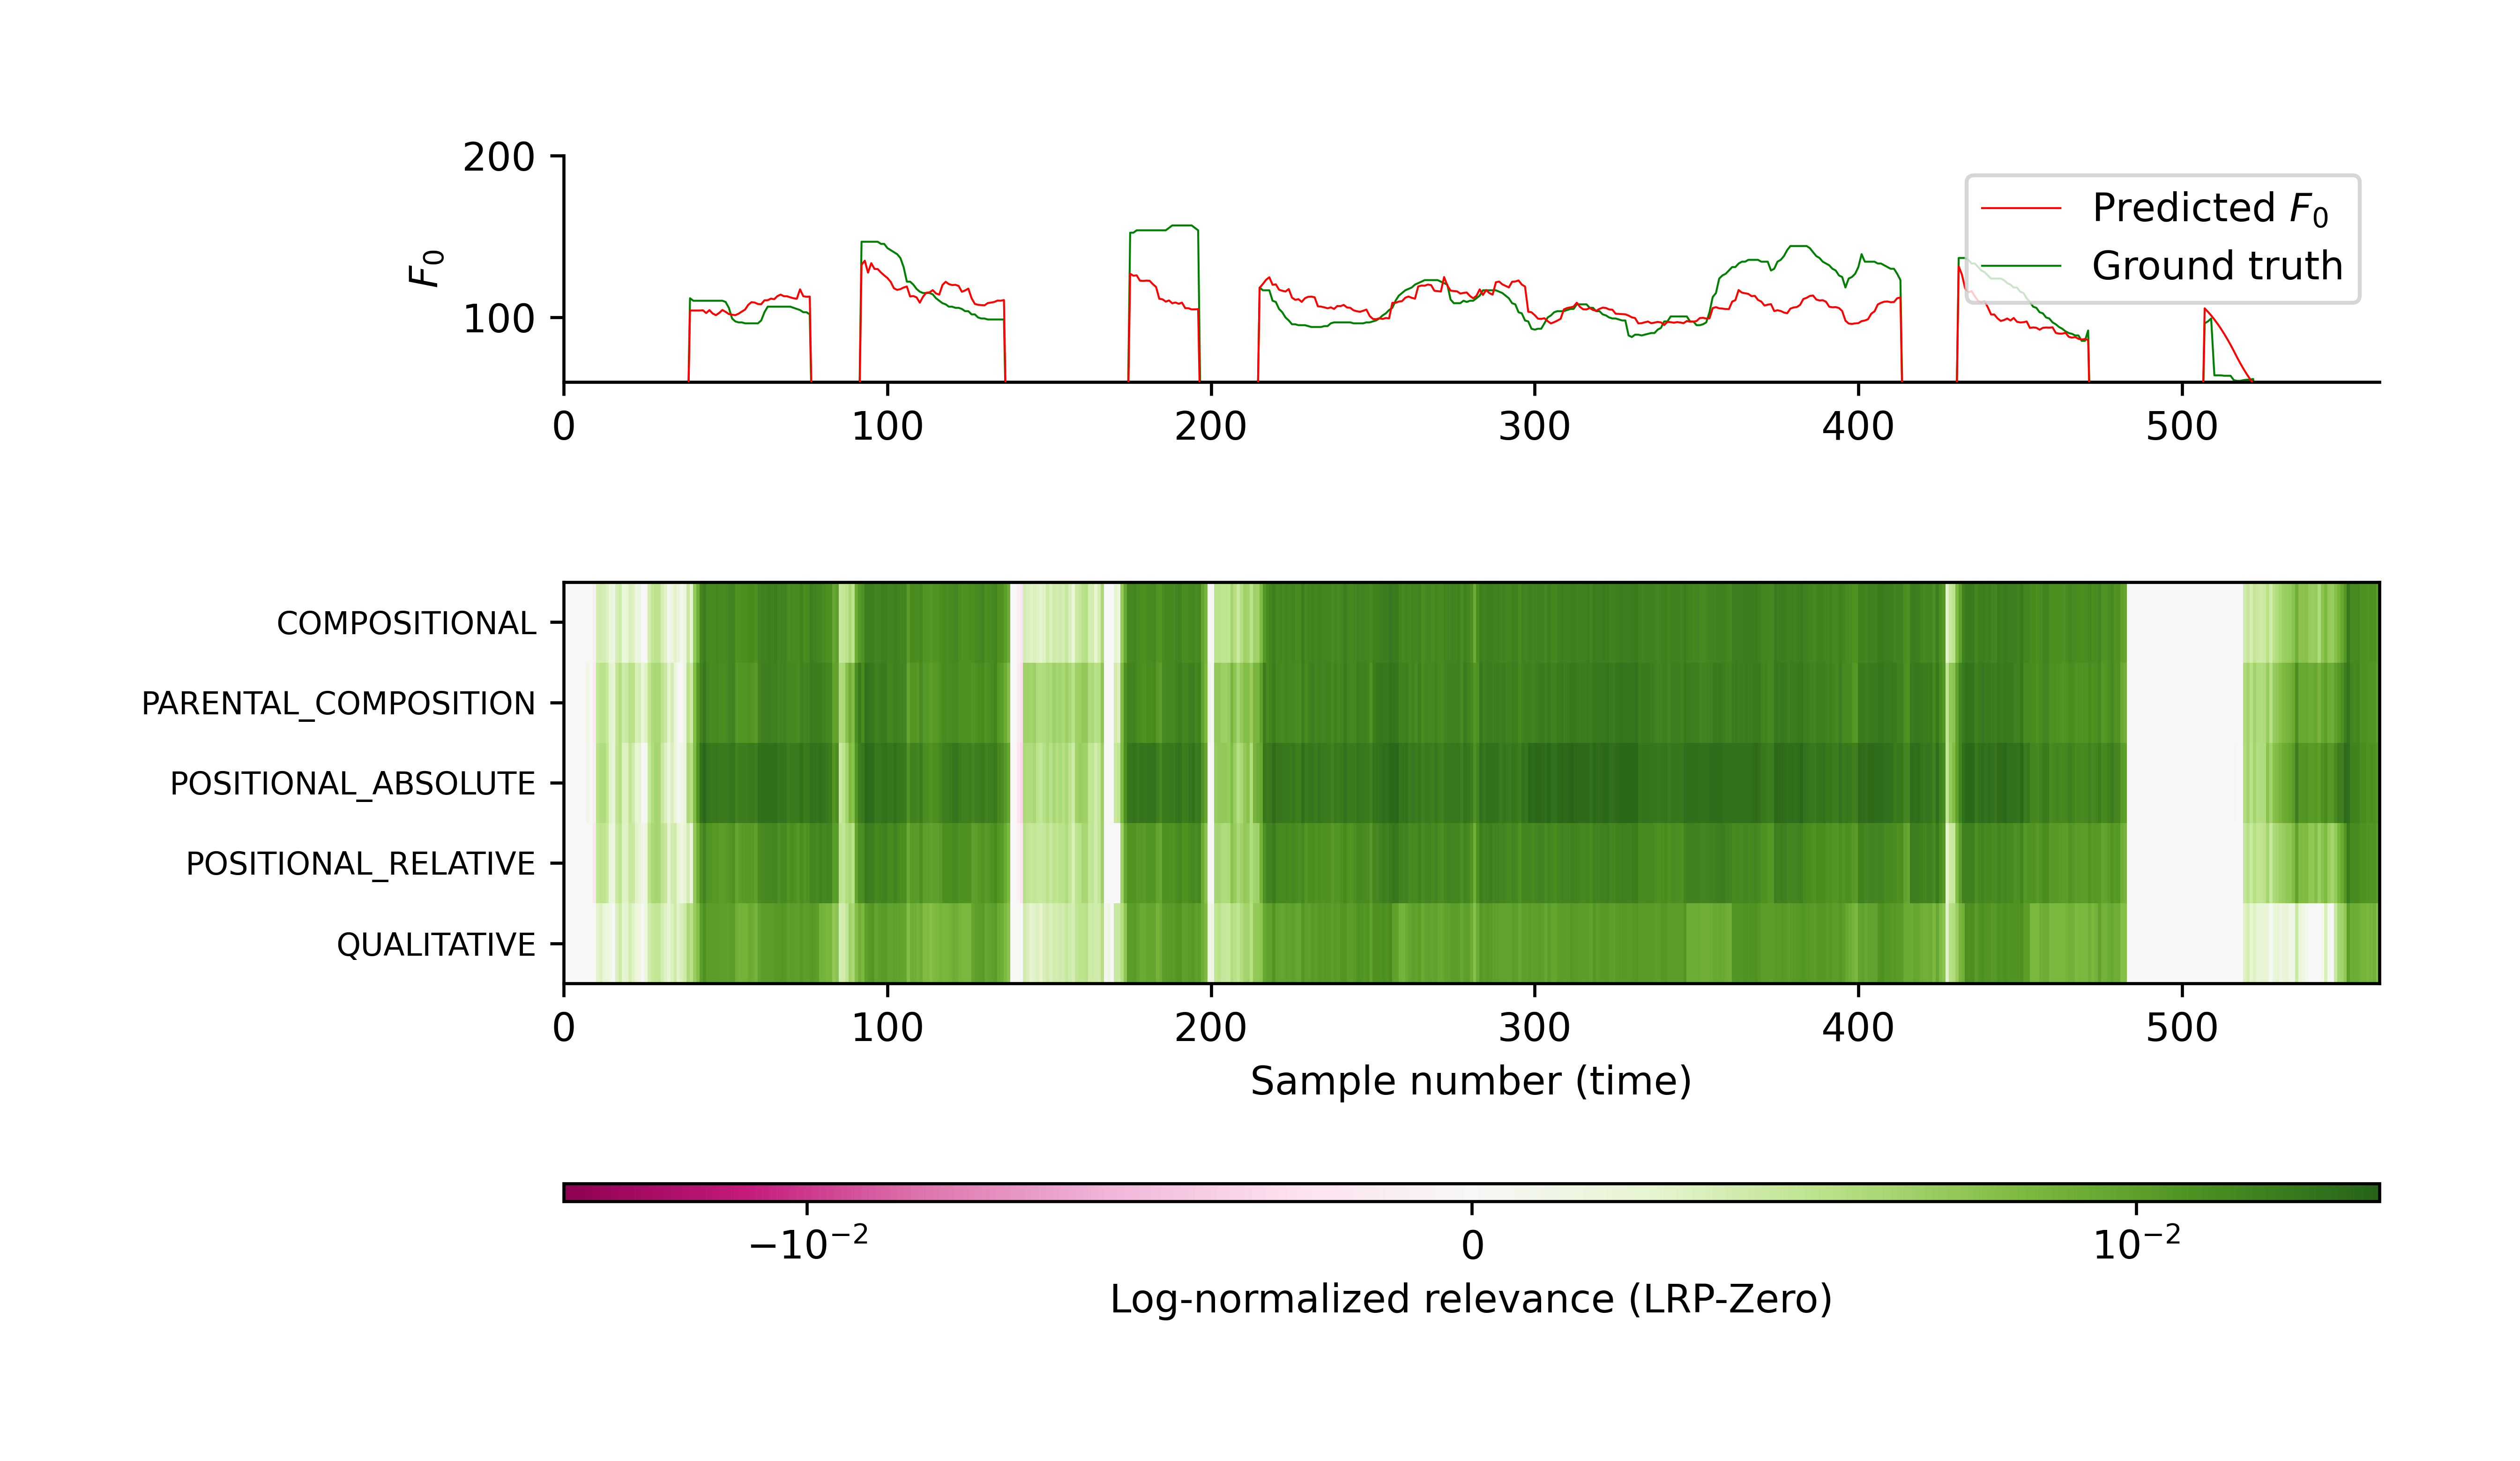 200
100
F₀
Predicted F₀
Ground truth
0 100 200 300 400 500
COMPOSITIONAL
PARENTAL_COMPOSITION
POSITIONAL_ABSOLUTE
POSITIONAL_RELATIVE
QUALITATIVE
0 100 200 300 400 500
Sample number (time)
−10⁻² 0 10⁻²
Log-normalized relevance (LRP-Zero)